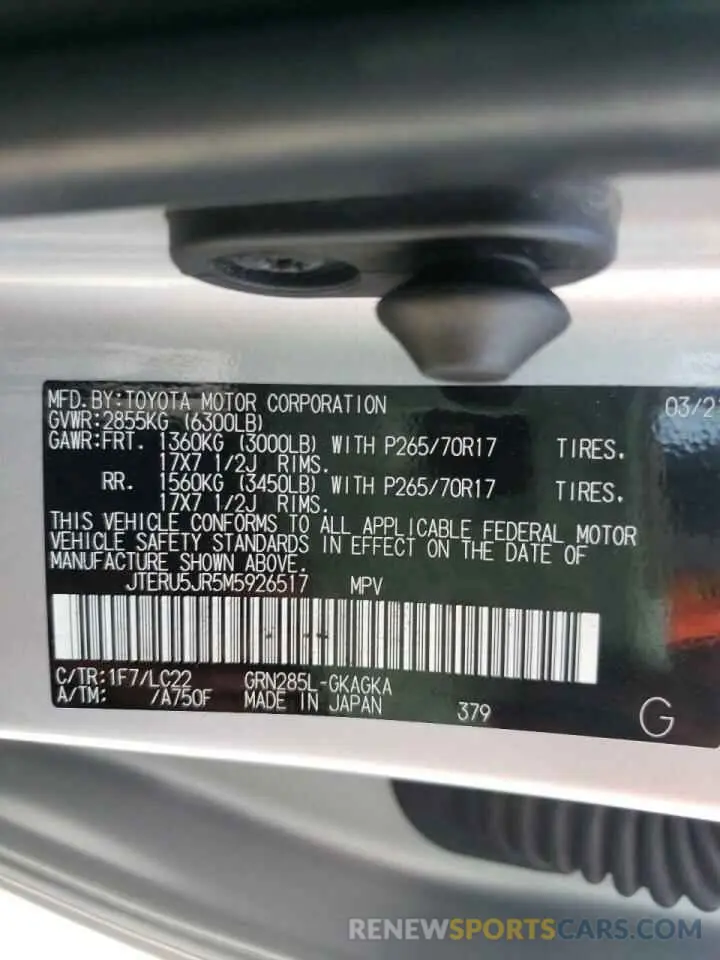 MFD. BY:TOYOTA MOTOR CORPORATION 03/2
GVWR:2855KG (6300LB)
GAWR:FRT. 1360KG (3000LB) WITH P265/70R17 TIRES.
17X7 1/2J RIMS.
RR. 1560KG (3450LB) WITH P265/70R17 TIRES.
17X7 1/2J RIMS.
THIS VEHICLE CONFORMS TO ALL APPLICABLE FEDERAL MOTOR
VEHICLE SAFETY STANDARDS IN EFFECT ON THE DATE OF
MANUFACTURE SHOWN ABOVE.
JTERU5JR5M5926517 MPV
C/TR:1F7/LC22 GRN285L-GKAGKA
A/TM: /A750F MADE IN JAPAN 379 G
RENEWSPORTSCARS.COM